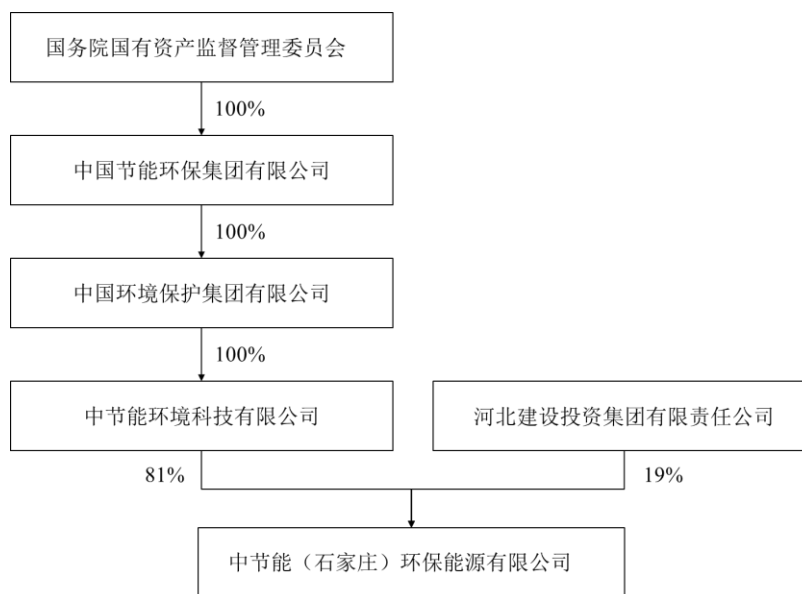 国务院国有资产监督管理委员会
100%
中国节能环保集团有限公司
100%
中国环境保护集团有限公司
100%
中节能环境科技有限公司
河北建设投资集团有限责任公司
81%
19%
中节能（石家庄）环保能源有限公司